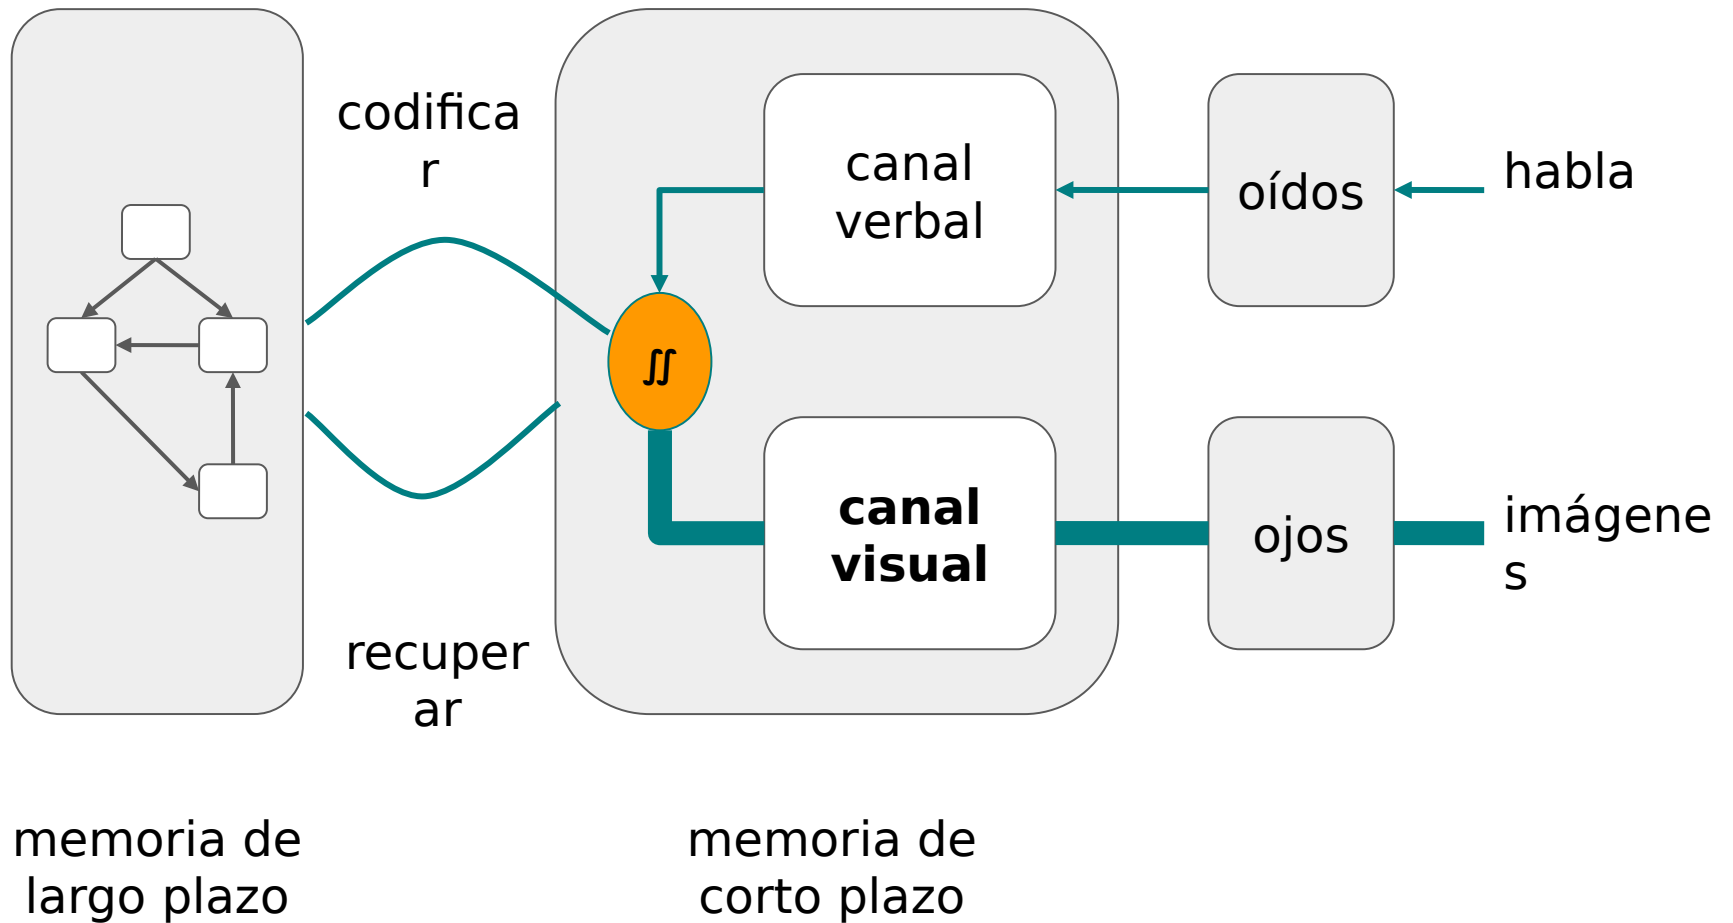 codifica
r
canal
verbal
oídos
habla
∬
canal
visual
ojos
imágene
s
recuper
ar
memoria de
largo plazo
memoria de
corto plazo